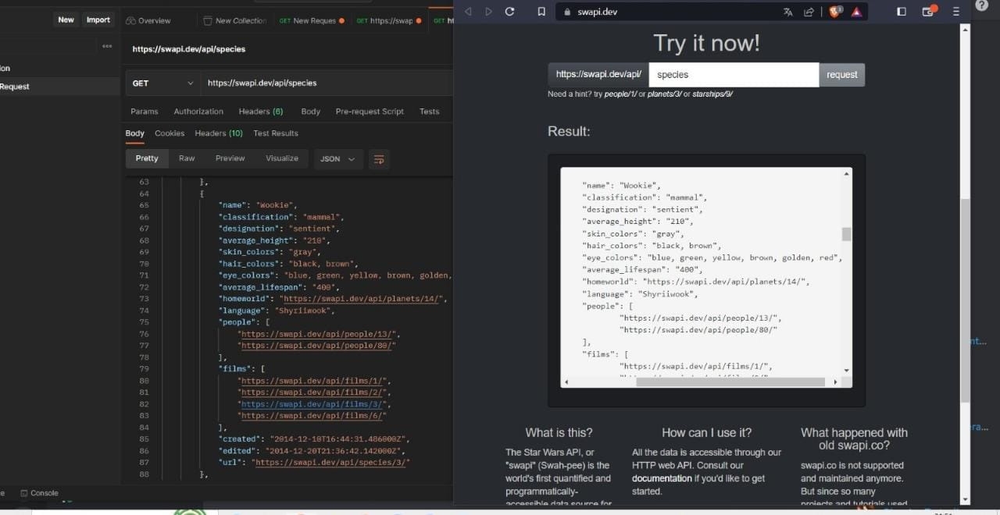 New
Import
Overview
New Collection
GET New Reques
GET https://swap
GET ht
swapi.dev
https://swapi.dev/api/species
GET
https://swapi.dev/api/species
Request
Params Authorization Headers (6) Body Pre-request Script Tests
Body Cookies Headers (10) Test Results
Pretty Raw Preview Visualize JSON
63 },
64 {
65 "name": "Wookie",
66 "classification": "mammal",
67 "designation": "sentient",
68 "average_height": "210",
69 "skin_colors": "gray",
70 "hair_colors": "black, brown",
71 "eye_colors": "blue, green, yellow, brown, golden,
72 "average_lifespan": "400",
73 "homeworld": "https://swapi.dev/api/planets/14/",
74 "language": "Shyriiwook",
75 "people": [
76 "https://swapi.dev/api/people/13/",
77 "https://swapi.dev/api/people/80/"
78 ],
79 "films": [
80 "https://swapi.dev/api/films/1/",
81 "https://swapi.dev/api/films/2/",
82 "https://swapi.dev/api/films/3/",
83 "https://swapi.dev/api/films/6/"
84 ],
85 "created": "2014-12-10T16:44:31.486000Z",
86 "edited": "2014-12-20T21:36:42.142000Z",
87 "url": "https://swapi.dev/api/species/3/"
88 },
Console
Try it now!
https://swapi.dev/api/ species request
Need a hint? try people/1/ or planets/3/ or starships/9/
Result:
"name": "Wookie",
"classification": "mammal",
"designation": "sentient",
"average_height": "210",
"skin_colors": "gray",
"hair_colors": "black, brown",
"eye_colors": "blue, green, yellow, brown, golden, red",
"average_lifespan": "400",
"homeworld": "https://swapi.dev/api/planets/14/",
"language": "Shyriiwook",
"people": [
"https://swapi.dev/api/people/13/",
"https://swapi.dev/api/people/80/"
],
"films": [
"https://swapi.dev/api/films/1/",
What is this?
The Star Wars API, or
"swapi" (Swah-pee) is the
world's first quantified and
programmatically-
accessible data source for
How can I use it?
All the data is accessible through our
HTTP web API. Consult our
documentation if you'd like to get
started.
What happened with
old swapi.co?
swapi.co is not supported
and maintained anymore.
But since so many
projects and tutorials used